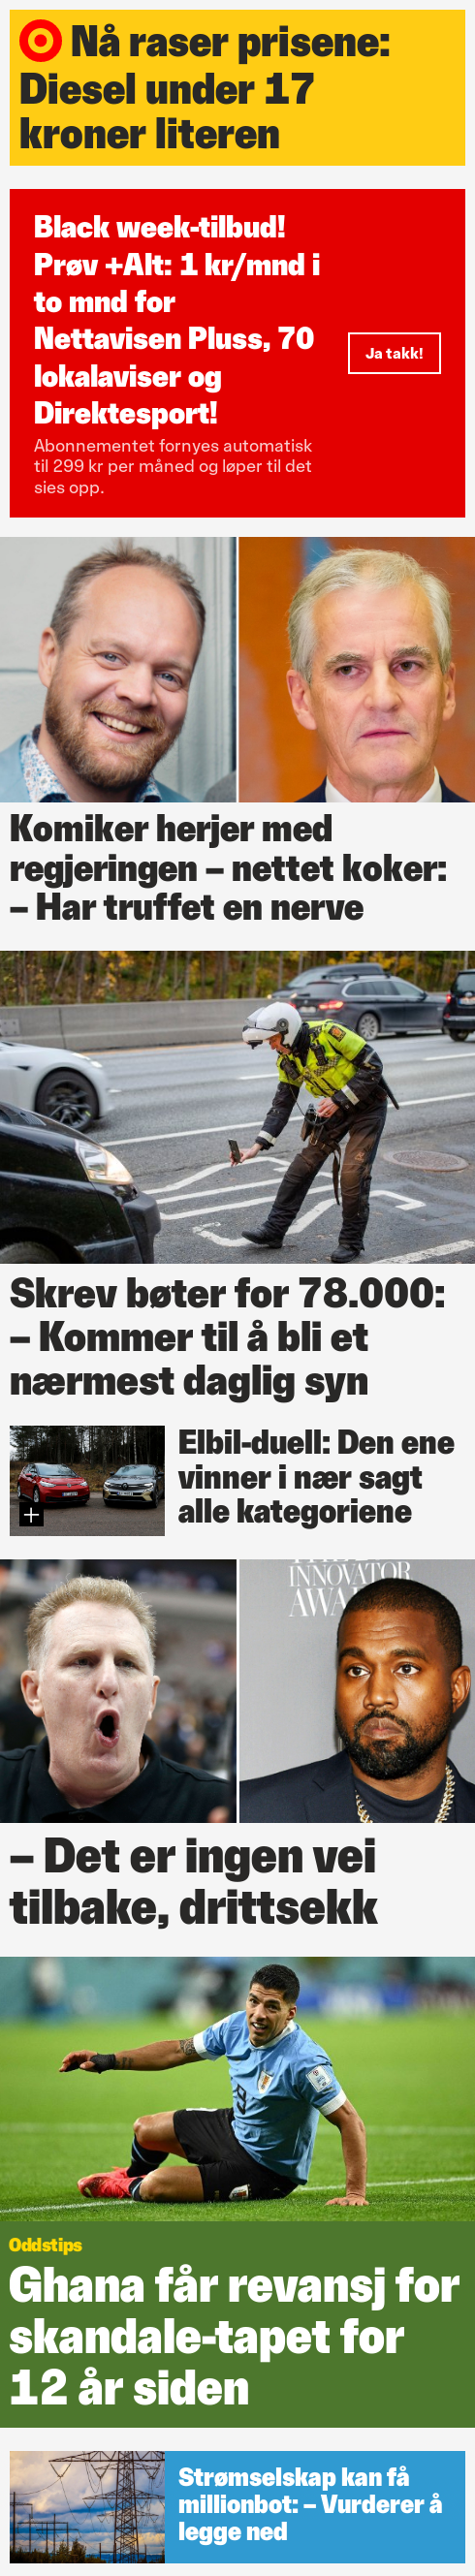 Nå raser prisene:
Diesel under 17
kroner literen
Black week-tilbud!
Prøv +Alt: 1 kr/mnd i
to mnd for
Nettavisen Pluss, 70
lokalaviser og
Direktesport!
Abonnementet fornyes automatisk
til 299 kr per måned og løper til det
sies opp.
Ja takk!
Komiker herjer med
regjeringen – nettet koker:
– Har truffet en nerve
Skrev bøter for 78.000:
– Kommer til å bli et
nærmest daglig syn
Elbil-duell: Den ene
vinner i nær sagt
alle kategoriene
INNOVATOR
– Det er ingen vei
tilbake, drittsekk
Oddstips
Ghana får revansj for
skandale-tapet for
12 år siden
Strømselskap kan få
millionbot: – Vurderer å
legge ned